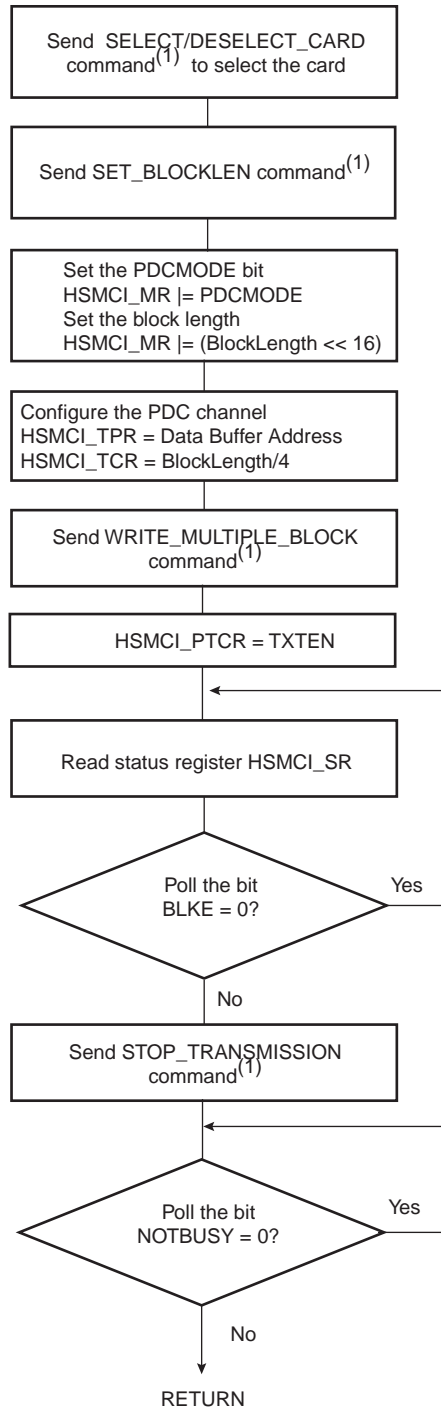 Send SELECT/DESELECT_CARD
command(1) to select the card
Send SET_BLOCKLEN command(1)
Set the PDCMODE bit
HSMCI_MR |= PDCMODE
Set the block length
HSMCI_MR |= (BlockLength << 16)
Configure the PDC channel
HSMCI_TPR = Data Buffer Address
HSMCI_TCR = BlockLength/4
Send WRITE_MULTIPLE_BLOCK
command(1)
HSMCI_PTCR = TXTEN
Read status register HSMCI_SR
Poll the bit
BLKE = 0?
Yes
No
Send STOP_TRANSMISSION
command(1)
Poll the bit
NOTBUSY = 0?
Yes
No
RETURN